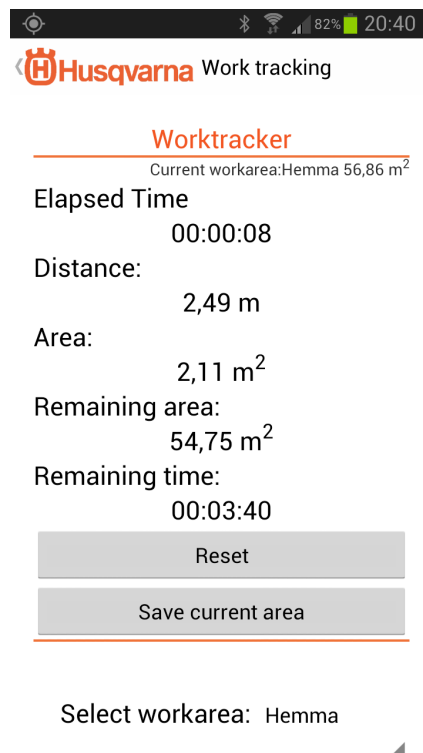 82% 20:40
Husqvarna Work tracking
Worktracker
Current workarea:Hemma 56,86 m²
Elapsed Time
00:00:08
Distance:
2,49 m
Area:
2,11 m²
Remaining area:
54,75 m²
Remaining time:
00:03:40
Reset
Save current area
Select workarea: Hemma